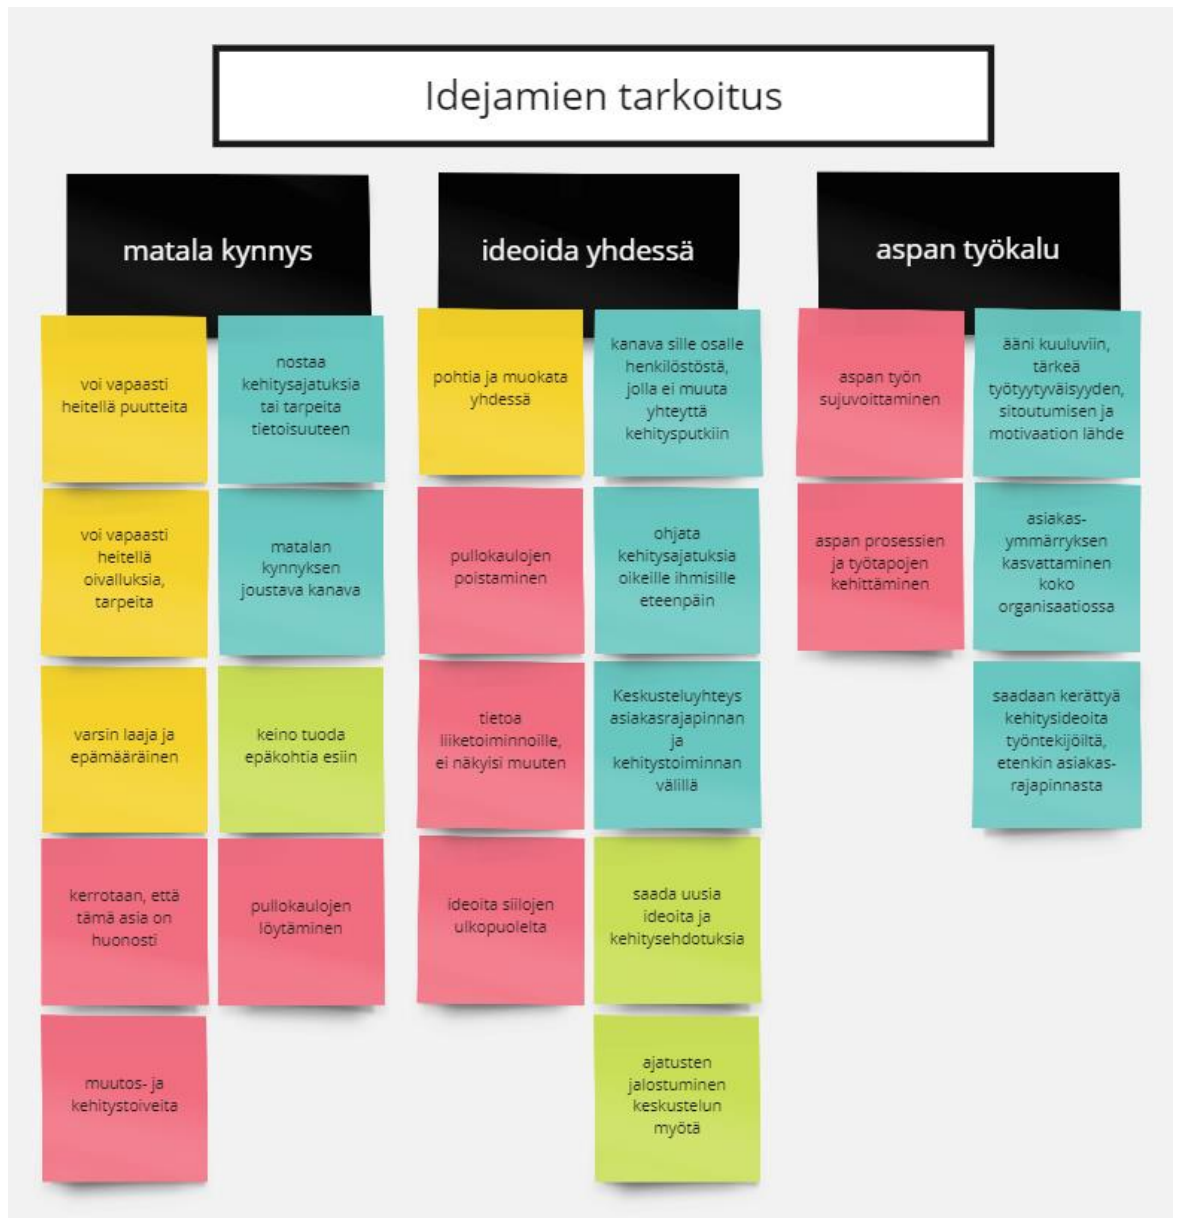 Idejamien tarkoitus
matala kynnys
voi vapaasti
heitellä puutteita
nostaa
kehitysajatuksia
tai tarpeita
tietoisuuteen
voi vapaasti
heitellä
oivalluksia,
tarpeita
matalan
kynnyksen
joustava kanava
varsin laaja ja
epämääräinen
keino tuoda
epäkohtia esiin
kerrotaan, että
tämä asia on
huonosti
pullokaulojen
löytäminen
muutos- ja
kehitystoiveita
ideoida yhdessä
pohtia ja muokata
yhdessä
kanava sille osalle
henkilöstöstä,
jolla ei muuta
yhteyttä
kehitysputkiin
pullokaulojen
poistaminen
ohjata
kehitysajatuksia
oikeille ihmisille
eteenpäin
tietoa
liiketoiminnoille,
ei näkyisi muuten
Keskusteluyhteys
asiakasrajapinnan
ja
kehitystoiminnan
välillä
ideoita siilojen
ulkopuolelta
saada uusia
ideoita ja
kehitysehdotuksia
ajatusten
jalostuminen
keskustelun
myötä
aspan työkalu
aspan työn
sujuvoittaminen
ääni kuuluviin,
tärkeä
työtyytyväisyyden,
sitoutumisen ja
motivaation lähde
aspan prosessien
ja työtapojen
kehittäminen
asiakas-
ymmärryksen
kasvattaminen
koko
organisaatiossa
saadaan kerättyä
kehitysideoita
työntekijöiltä,
etenkin asiakas-
rajapinnasta